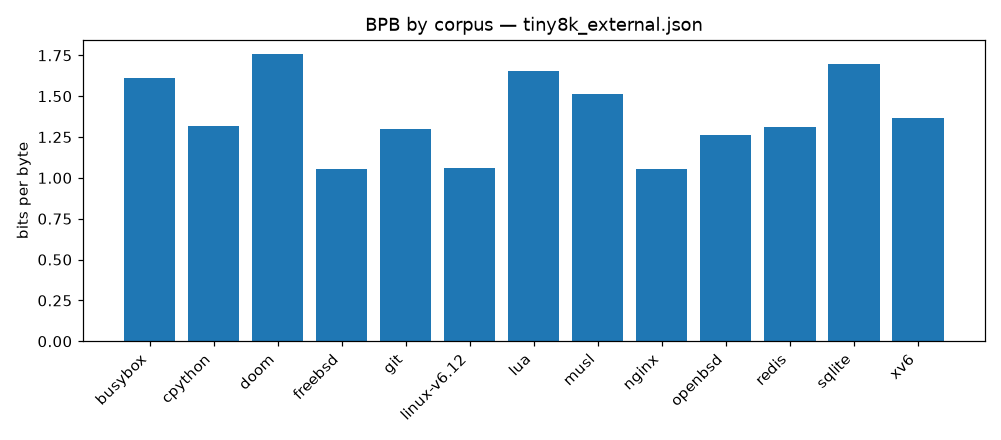 BPB by corpus — tiny8k_external.json
bits per byte
1.75
1.50
1.25
1.00
0.75
0.50
0.25
0.00
busybox
cpython
doom
freebsd
git
linux-v6.12
lua
musl
nginx
openbsd
redis
sqlite
xv6